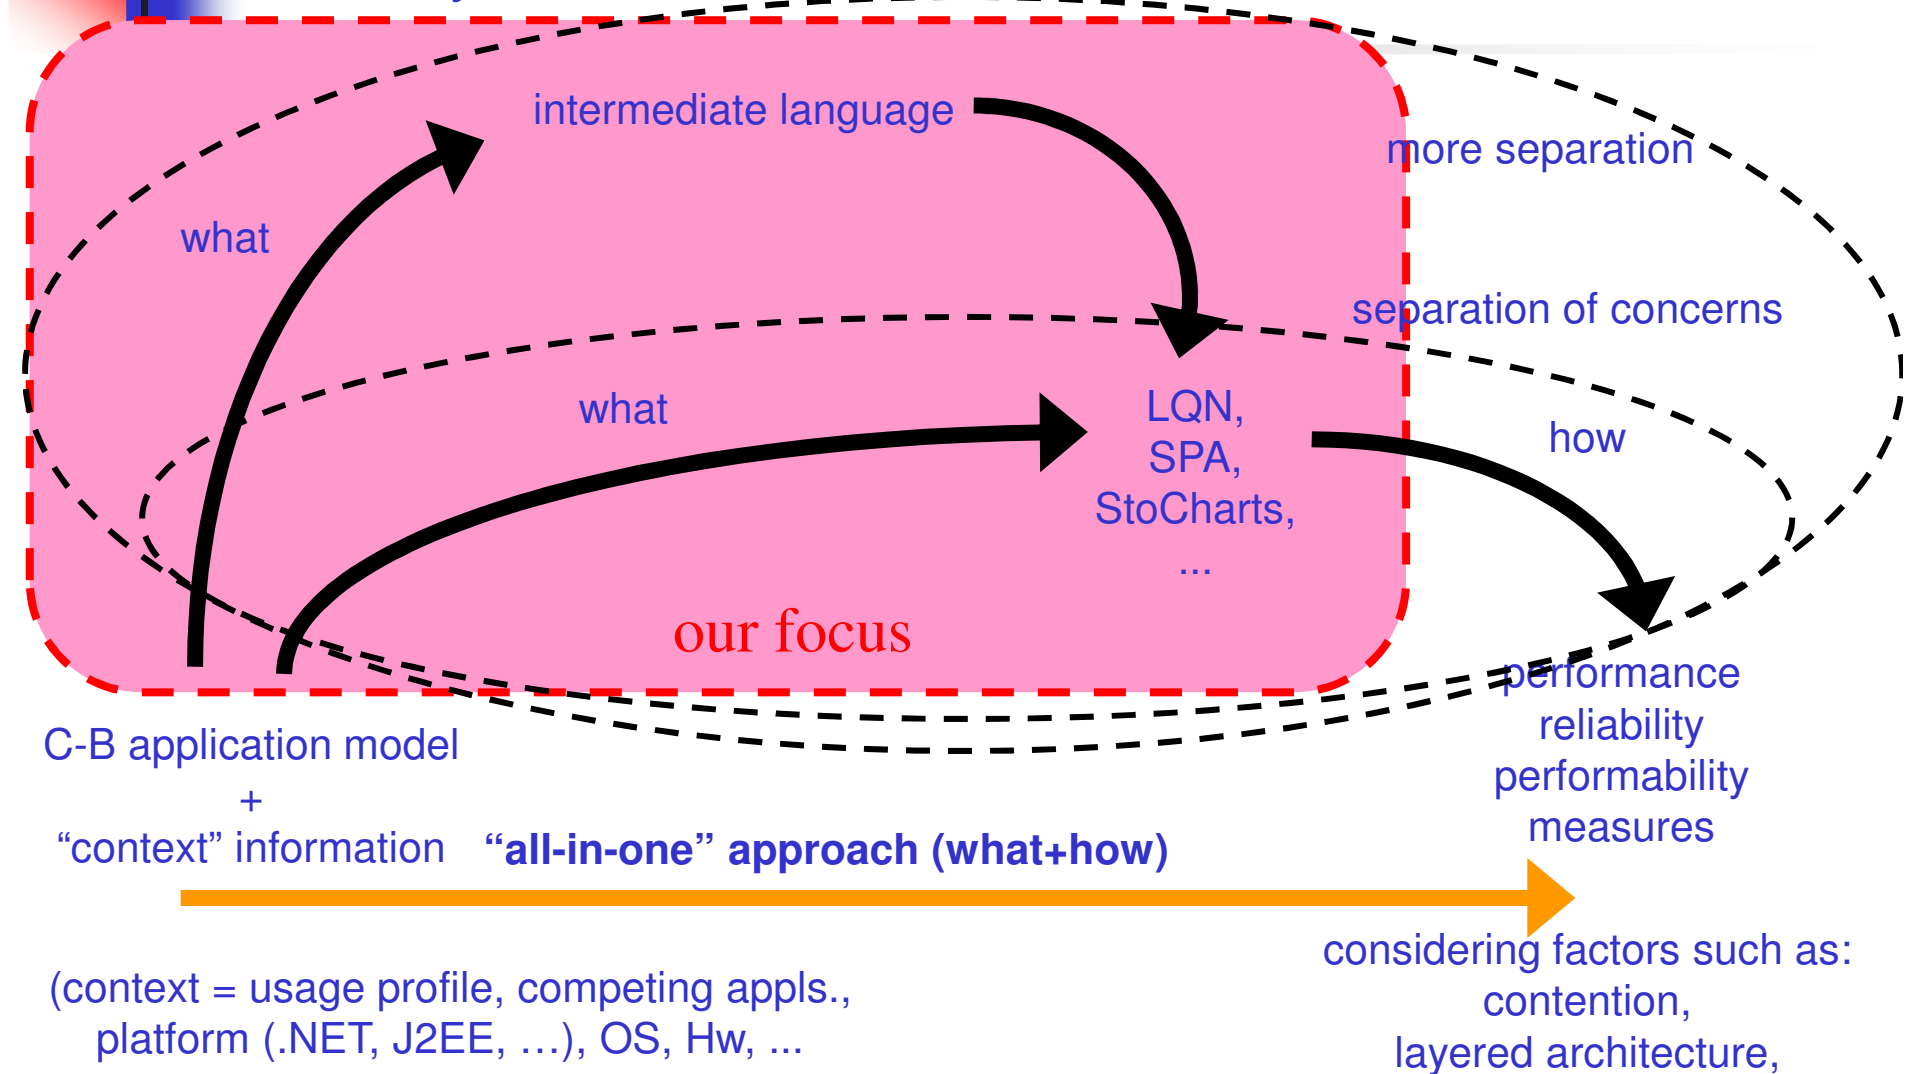 intermediate language
more separation
what
separation of concerns
what
LQN,
SPA,
StoCharts,
...
how
our focus
performance
reliability
performability
measures
C-B application model
+
“context” information
“all-in-one” approach (what+how)
considering factors such as:
contention,
layered architecture,
(context = usage profile, competing appls.,
platform (.NET, J2EE, …), OS, Hw, ...